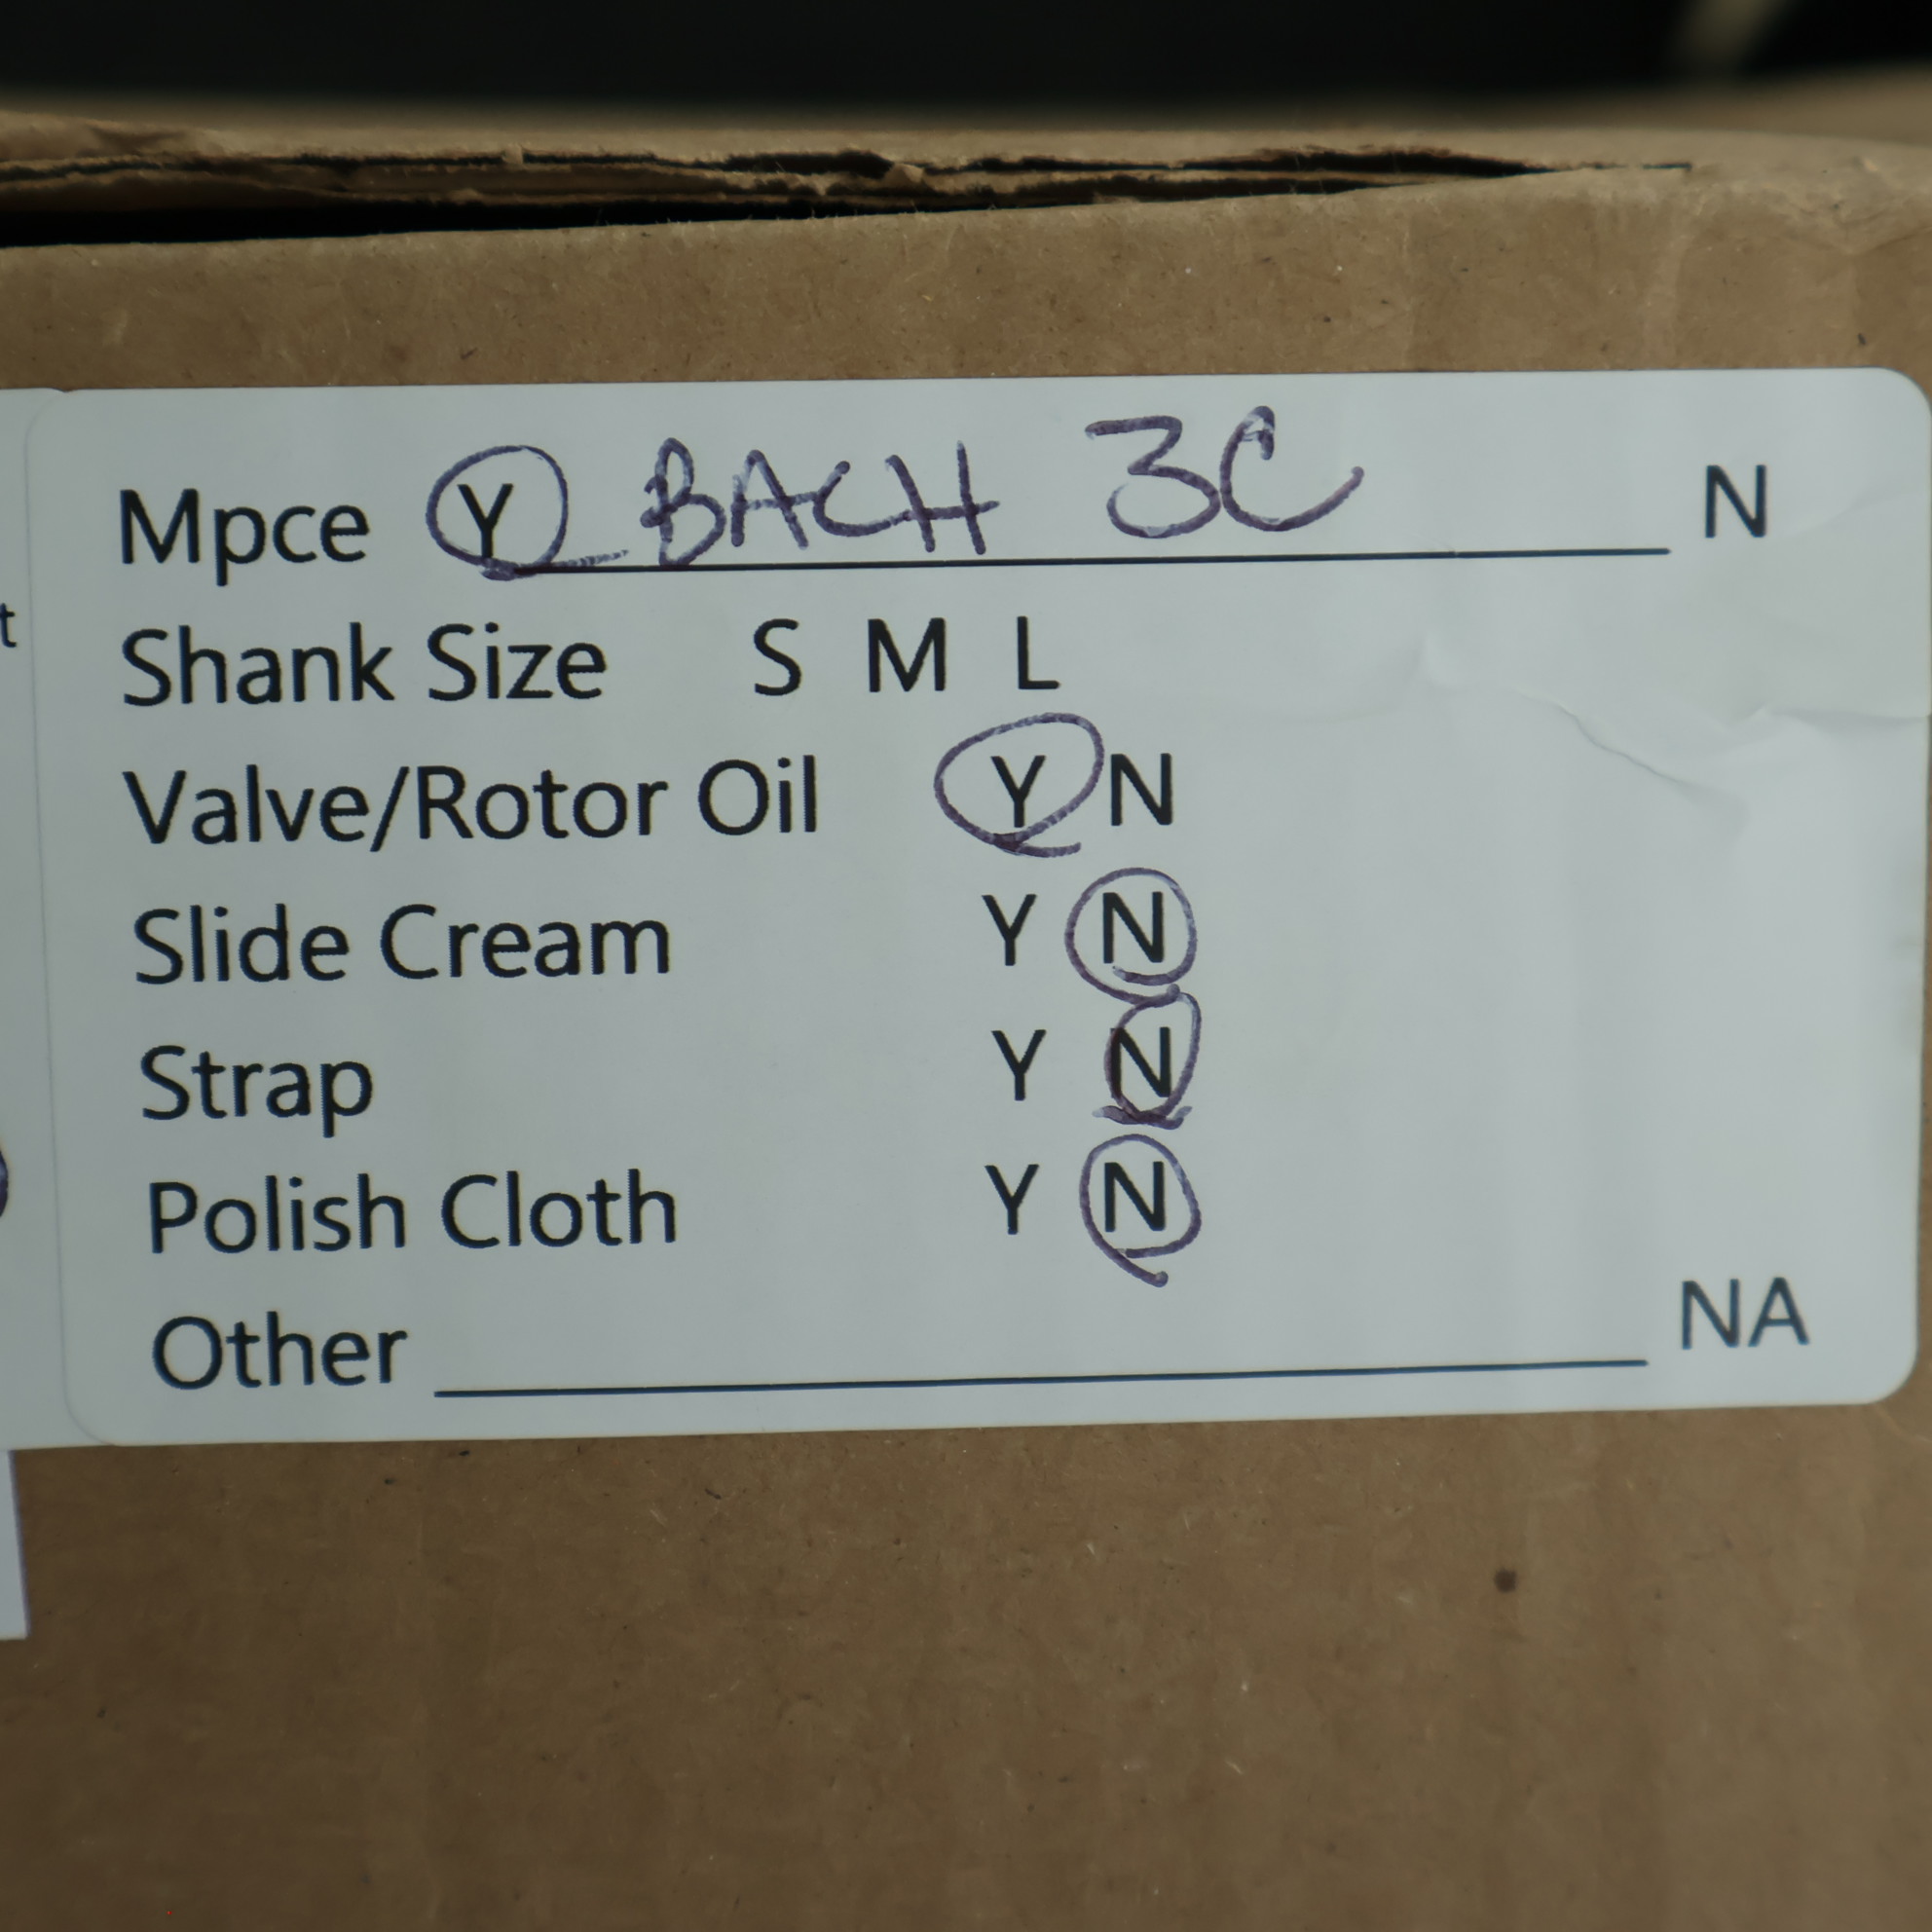 Mpce Y BACH 3C N
Shank Size S M L
Valve/Rotor Oil Y N
Slide Cream Y N
Strap Y N
Polish Cloth Y N
Other NA
t